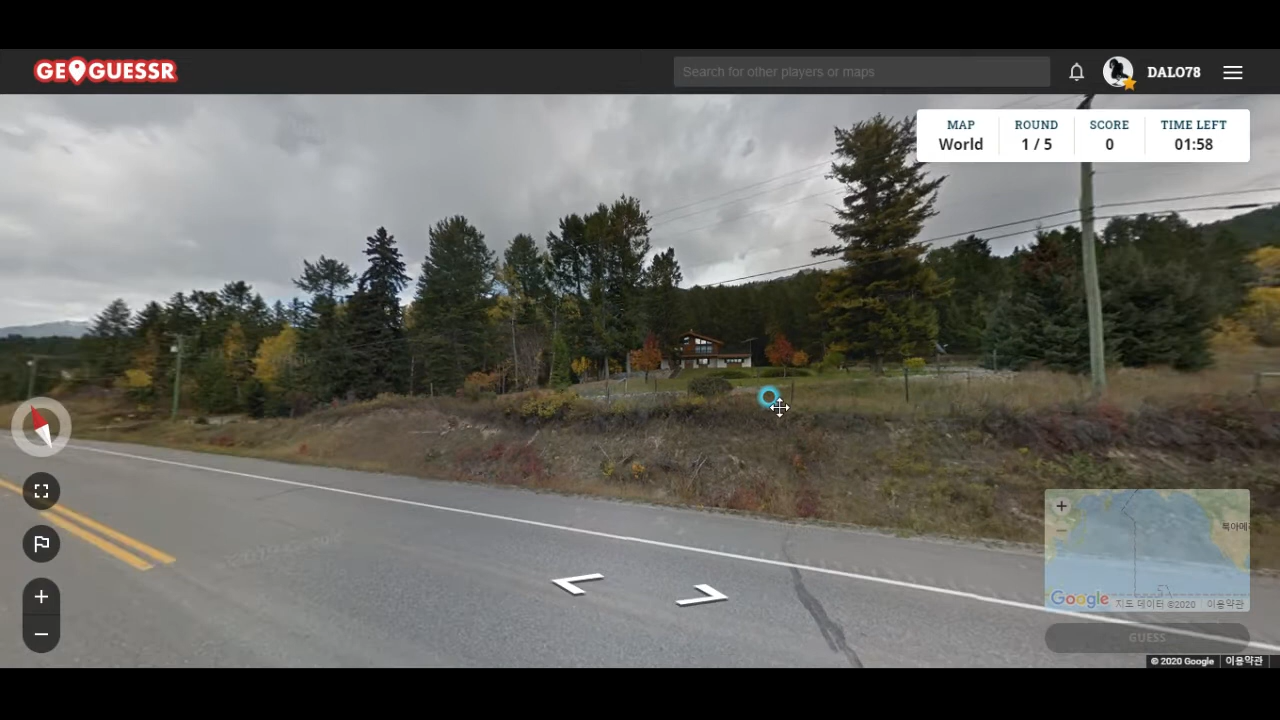 GEOGUESSR
Search for other players or maps
DALO78
MAP ROUND SCORE TIME LEFT
World 1 / 5 0 01:58
북아메
Google 지도 데이터 ©2020 이용약관
GUESS
© 2020 Google 이용약관